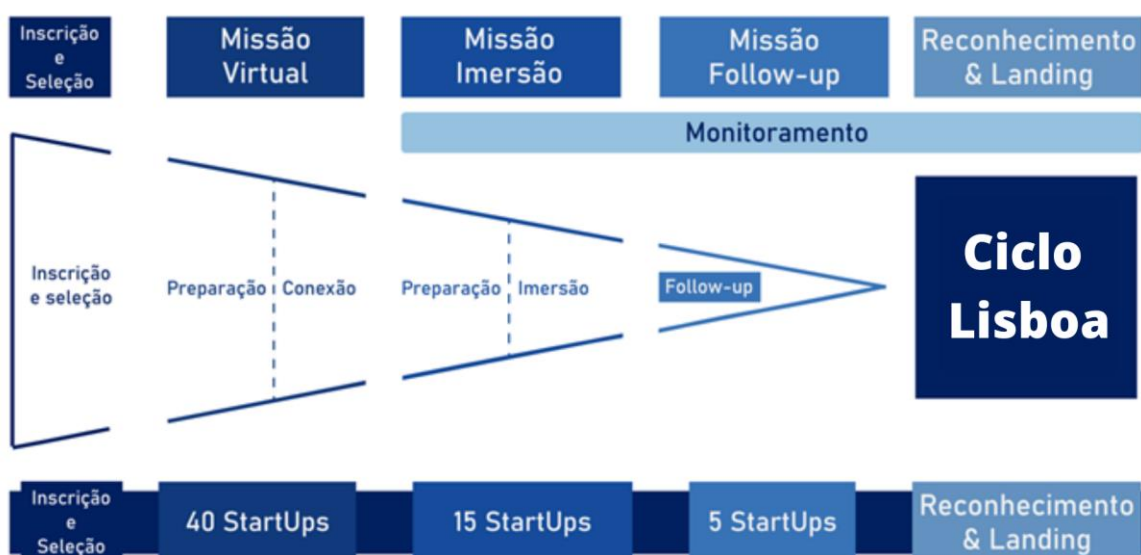 Inscrição
e
Seleção
Missão
Virtual
Missão
Imersão
Missão
Follow-up
Reconhecimento
& Landing
Monitoramento
Inscrição
e seleção
Preparação
Conexão
Preparação
Imersão
Follow-up
Ciclo
Lisboa
Inscrição
e
Seleção
40 StartUps
15 StartUps
5 StartUps
Reconhecimento
& Landing